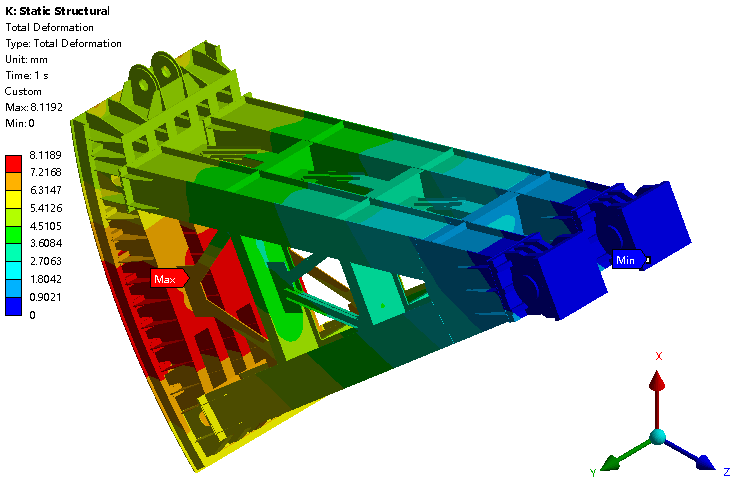 K: Static Structural
Total Deformation
Type: Total Deformation
Unit: mm
Time: 1 s
Custom
Max: 8.1192
Min: 0
8.1189
7.2168
6.3147
5.4126
4.5105
3.6084
2.7063
1.8042
0.9021
0
Max
Min
X
Y
Z